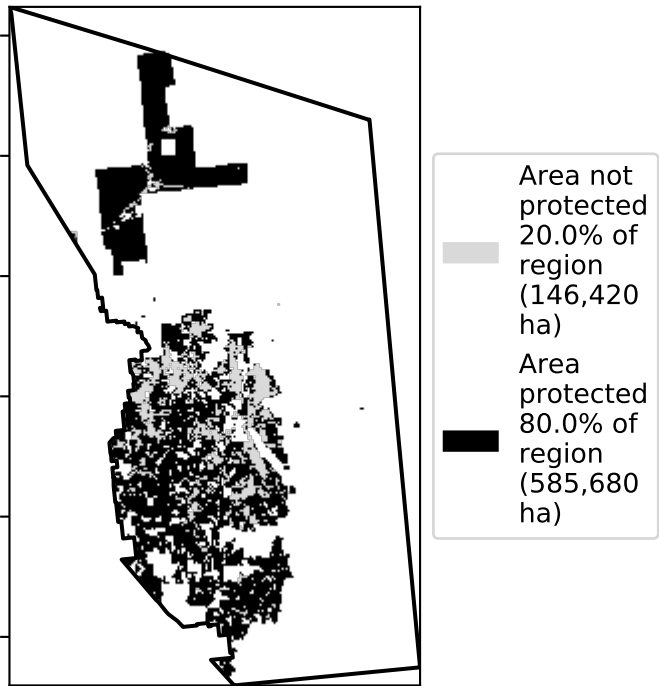 Area not
protected
20.0% of
region
(146,420
ha)
Area
protected
80.0% of
region
(585,680
ha)